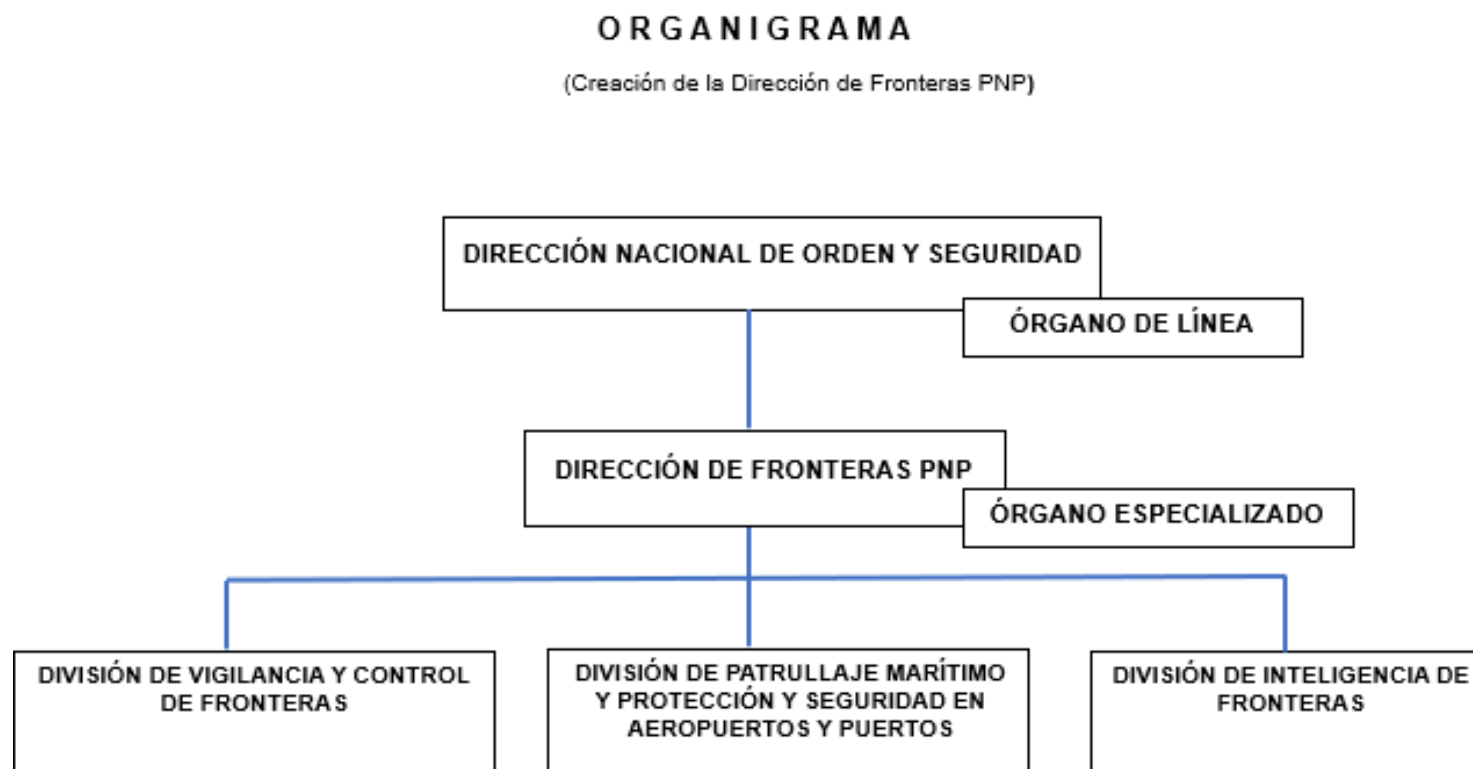 ORGANIGRAMA
(Creación de la Dirección de Fronteras PNP)
DIRECCIÓN NACIONAL DE ORDEN Y SEGURIDAD
ÓRGANO DE LÍNEA
DIRECCIÓN DE FRONTERAS PNP
ÓRGANO ESPECIALIZADO
DIVISIÓN DE VIGILANCIA Y CONTROL
DE FRONTERAS
DIVISIÓN DE PATRULLAJE MARÍTIMO
Y PROTECCIÓN Y SEGURIDAD EN
AEROPUERTOS Y PUERTOS
DIVISIÓN DE INTELIGENCIA DE
FRONTERAS